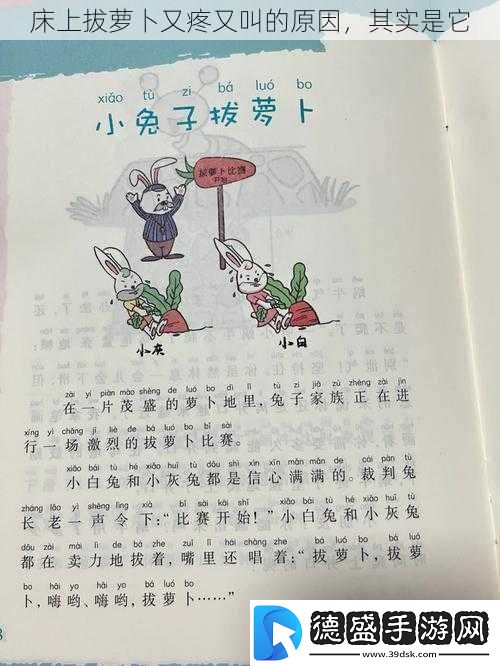 床上拔萝卜又疼又叫的原因，其实是它
xiǎo tù zi bá luó bo
小兔子拔萝卜
拔萝卜比赛
开始
小灰
小白
zài yí piàn mào shèng de luó bo dì lǐ tù zi jiā zú zhèng zài jìn
在一片茂盛的萝卜地里，兔子家族正在进
xíng yì chǎng jī liè de bá luó bo bǐ sài
行一场激烈的拔萝卜比赛。
xiǎo bái tù hé xiǎo huī tù dōu shì xìn xīn mǎn mǎn de cái pàn tù
小白兔和小灰兔都是信心满满的。裁判兔
zhǎng lǎo yì shēng lìng xià bǐ sài kāi shǐ xiǎo bái tù hé xiǎo huī tù
长老一声令下：“比赛开始！”小白兔和小灰兔
dōu zài mài lì de bá zhe zuǐ lǐ hái chàng zhe bá luó bo bá luó
都在卖力地拔着，嘴里还唱着：“拔萝卜，拔萝
bo hāi yo hāi yo bá luó bo
卜，嗨哟、嗨哟，拔萝卜……”
德盛手游网
www.39dsk.com